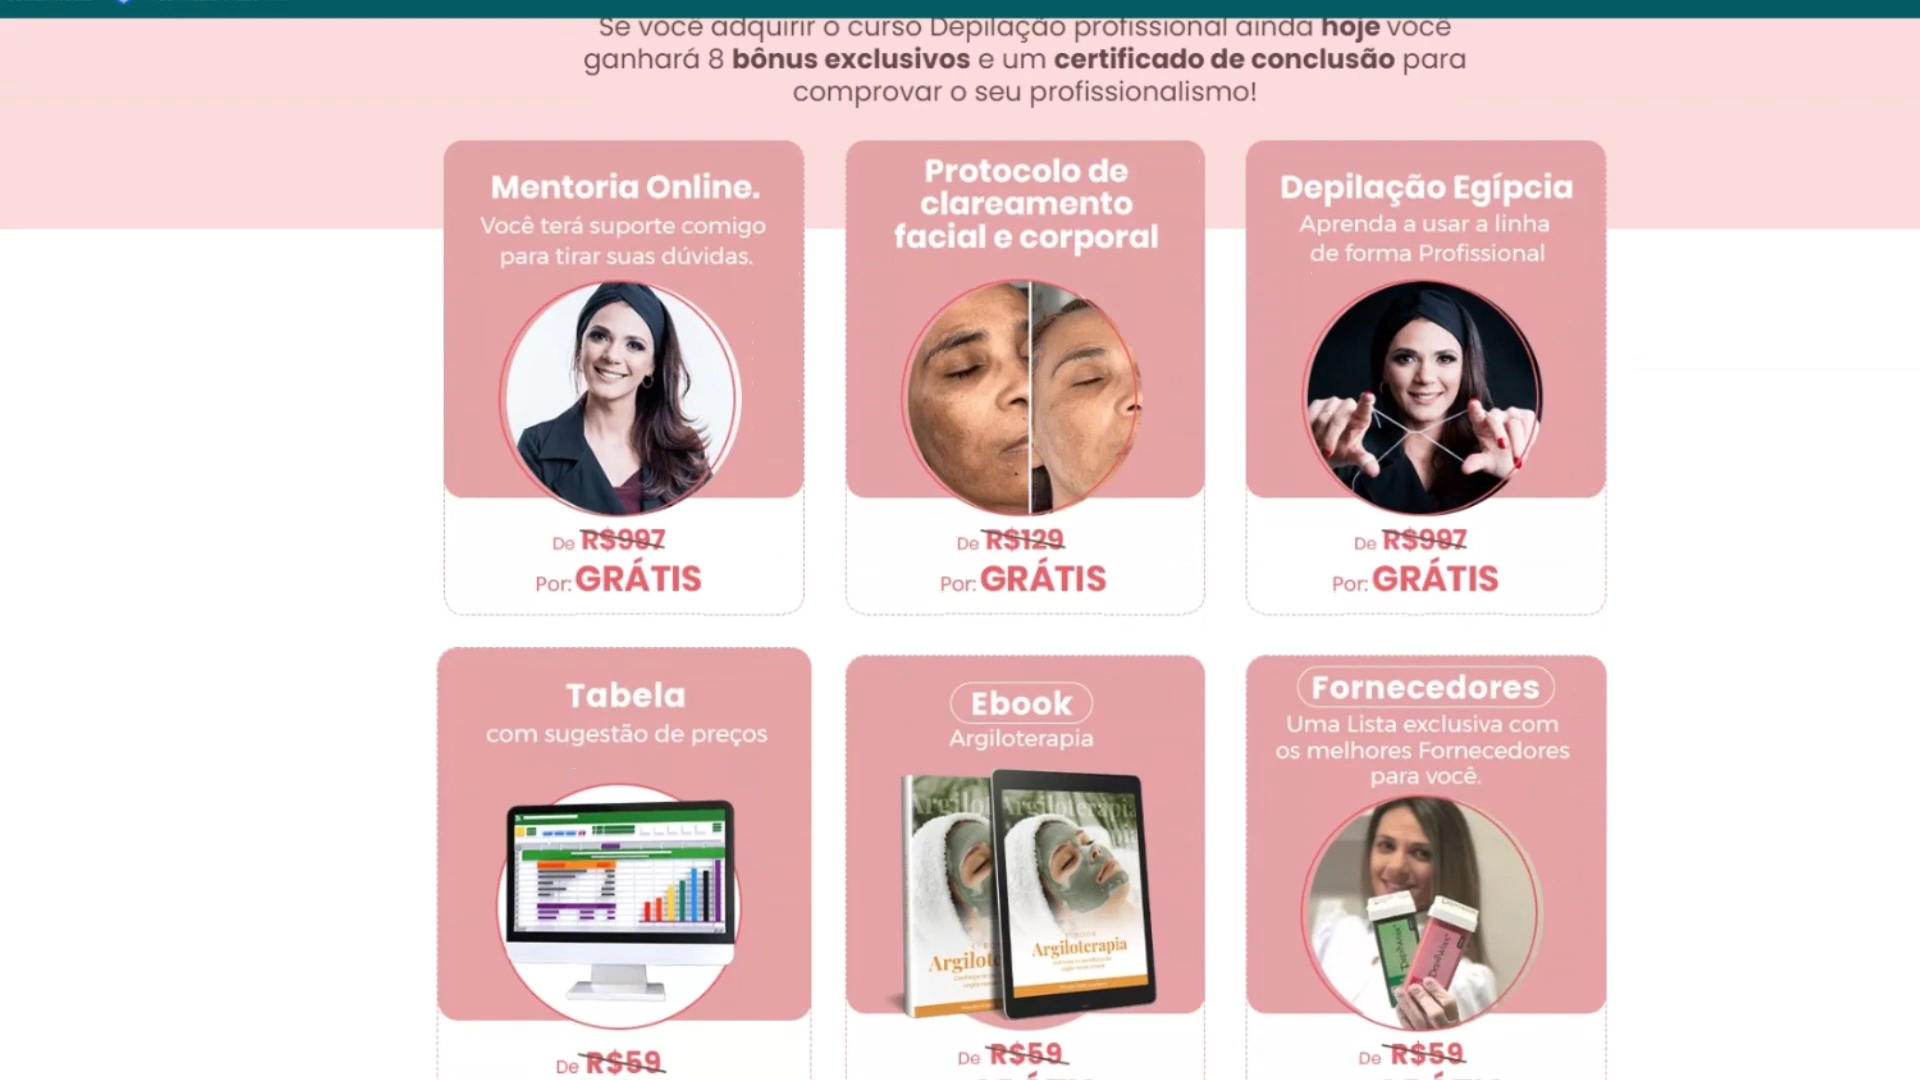 Se você adquirir o curso Depilação profissional ainda hoje você
ganhará 8 bônus exclusivos e um certificado de conclusão para
comprovar o seu profissionalismo!
Mentoria Online.
Você terá suporte comigo
para tirar suas dúvidas.
De R$997
Por: GRÁTIS
Protocolo de
clareamento
facial e corporal
De R$129
Por: GRÁTIS
Depilação Egípcia
Aprenda a usar a linha
de forma Profissional
De R$997
Por: GRÁTIS
Tabela
com sugestão de preços
De R$59
Ebook
Argiloterapia
Argiloterapia
Argiloterapia
De R$59
Fornecedores
Uma Lista exclusiva com
os melhores Fornecedores
para você.
De R$59